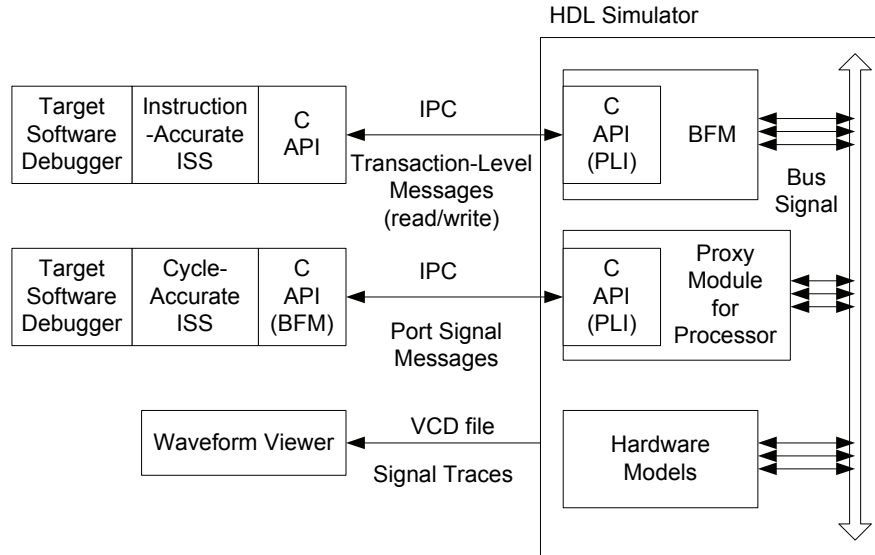 HDL Simulator
Target
Software
Debugger
Instruction
-Accurate
ISS
C
API
IPC
Transaction-Level
Messages
(read/write)
C
API
(PLI)
BFM
Bus
Signal
Target
Software
Debugger
Cycle-
Accurate
ISS
C
API
(BFM)
IPC
Port Signal
Messages
C
API
(PLI)
Proxy
Module
for
Processor
Waveform Viewer
VCD file
Signal Traces
Hardware
Models